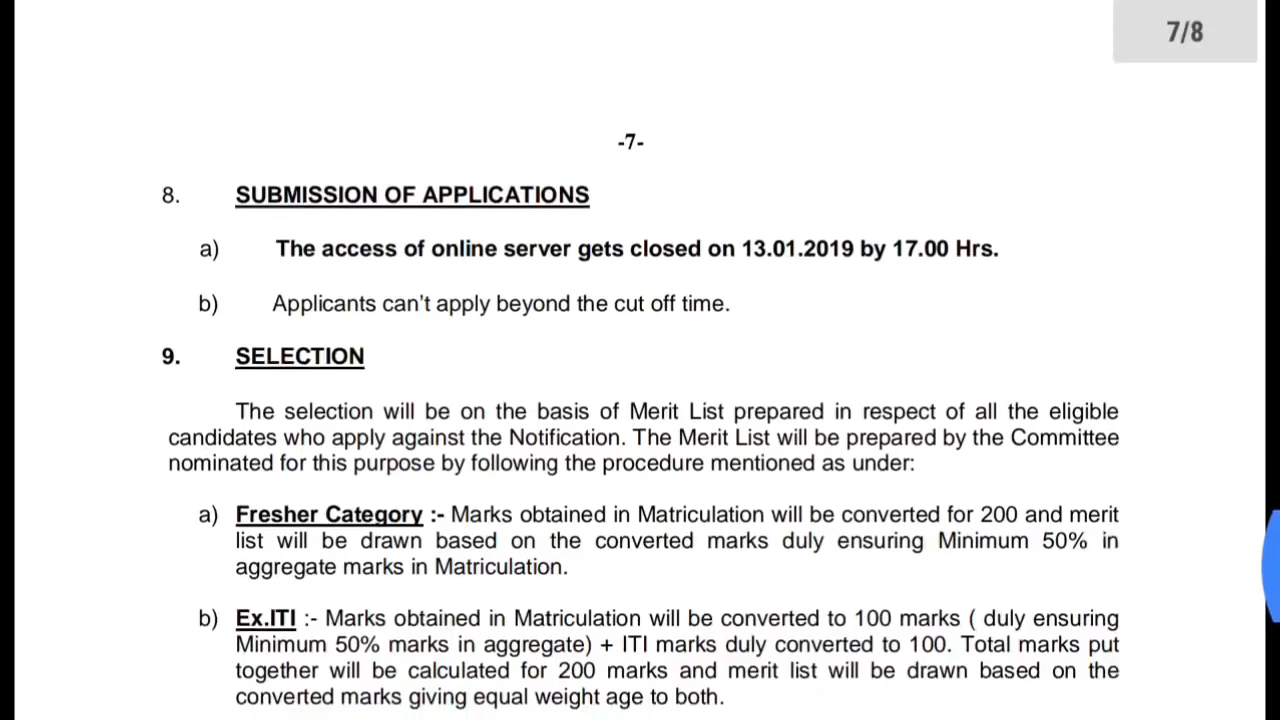 7/8
-7-
8. SUBMISSION OF APPLICATIONS
a) The access of online server gets closed on 13.01.2019 by 17.00 Hrs.
b) Applicants can't apply beyond the cut off time.
9. SELECTION
The selection will be on the basis of Merit List prepared in respect of all the eligible
candidates who apply against the Notification. The Merit List will be prepared by the Committee
nominated for this purpose by following the procedure mentioned as under:
a) Fresher Category :- Marks obtained in Matriculation will be converted for 200 and merit
list will be drawn based on the converted marks duly ensuring Minimum 50% in
aggregate marks in Matriculation.
b) Ex.ITI :- Marks obtained in Matriculation will be converted to 100 marks ( duly ensuring
Minimum 50% marks in aggregate) + ITI marks duly converted to 100. Total marks put
together will be calculated for 200 marks and merit list will be drawn based on the
converted marks giving equal weight age to both.